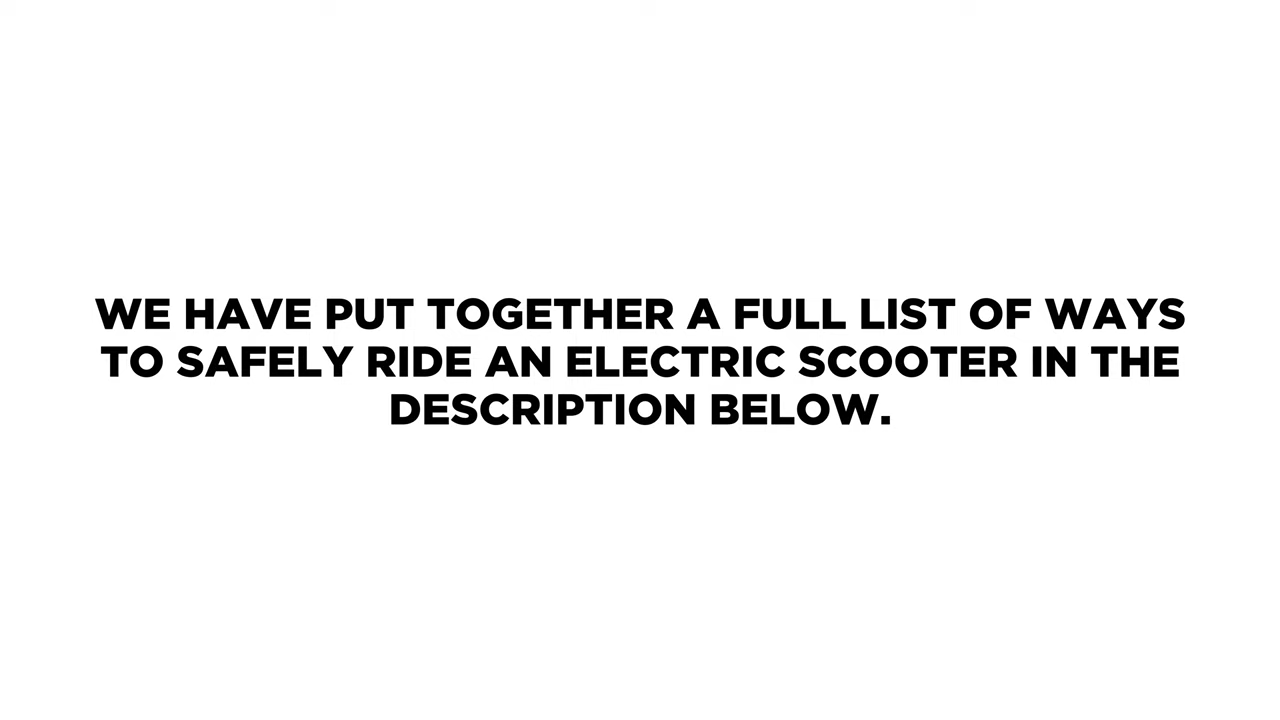 WE HAVE PUT TOGETHER A FULL LIST OF WAYS
TO SAFELY RIDE AN ELECTRIC SCOOTER IN THE
DESCRIPTION BELOW.